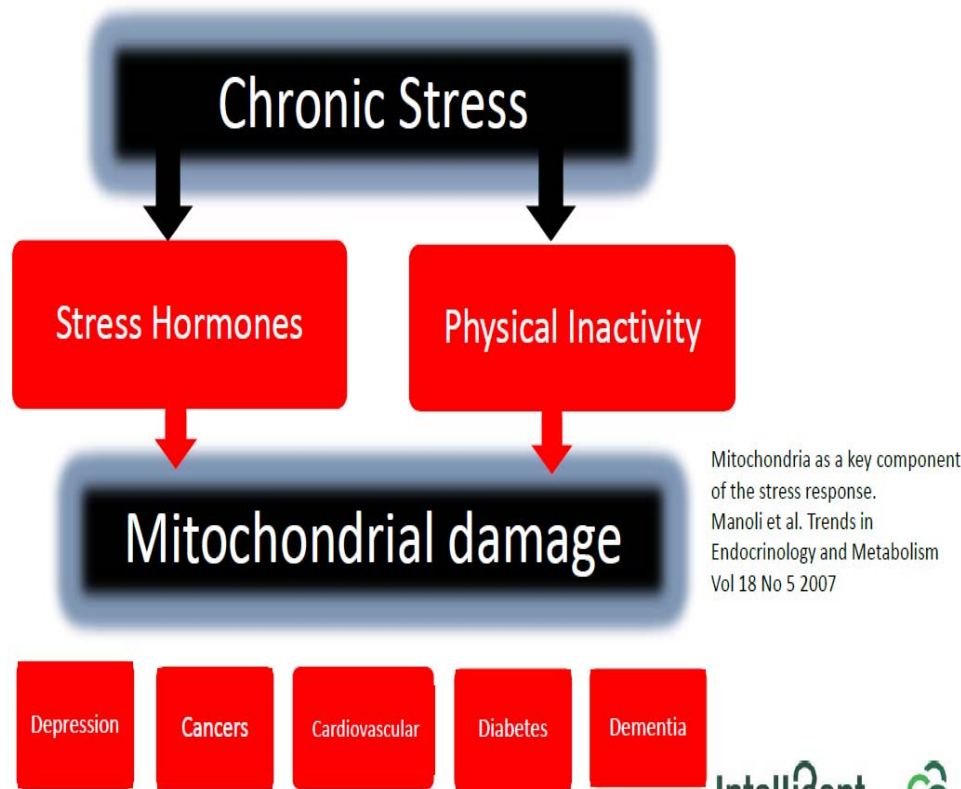 Chronic Stress
Stress Hormones
Physical Inactivity
Mitochondrial damage
Mitochondria as a key component
of the stress response.
Manoli et al. Trends in
Endocrinology and Metabolism
Vol 18 No 5 2007
Depression
Cancers
Cardiovascular
Diabetes
Dementia